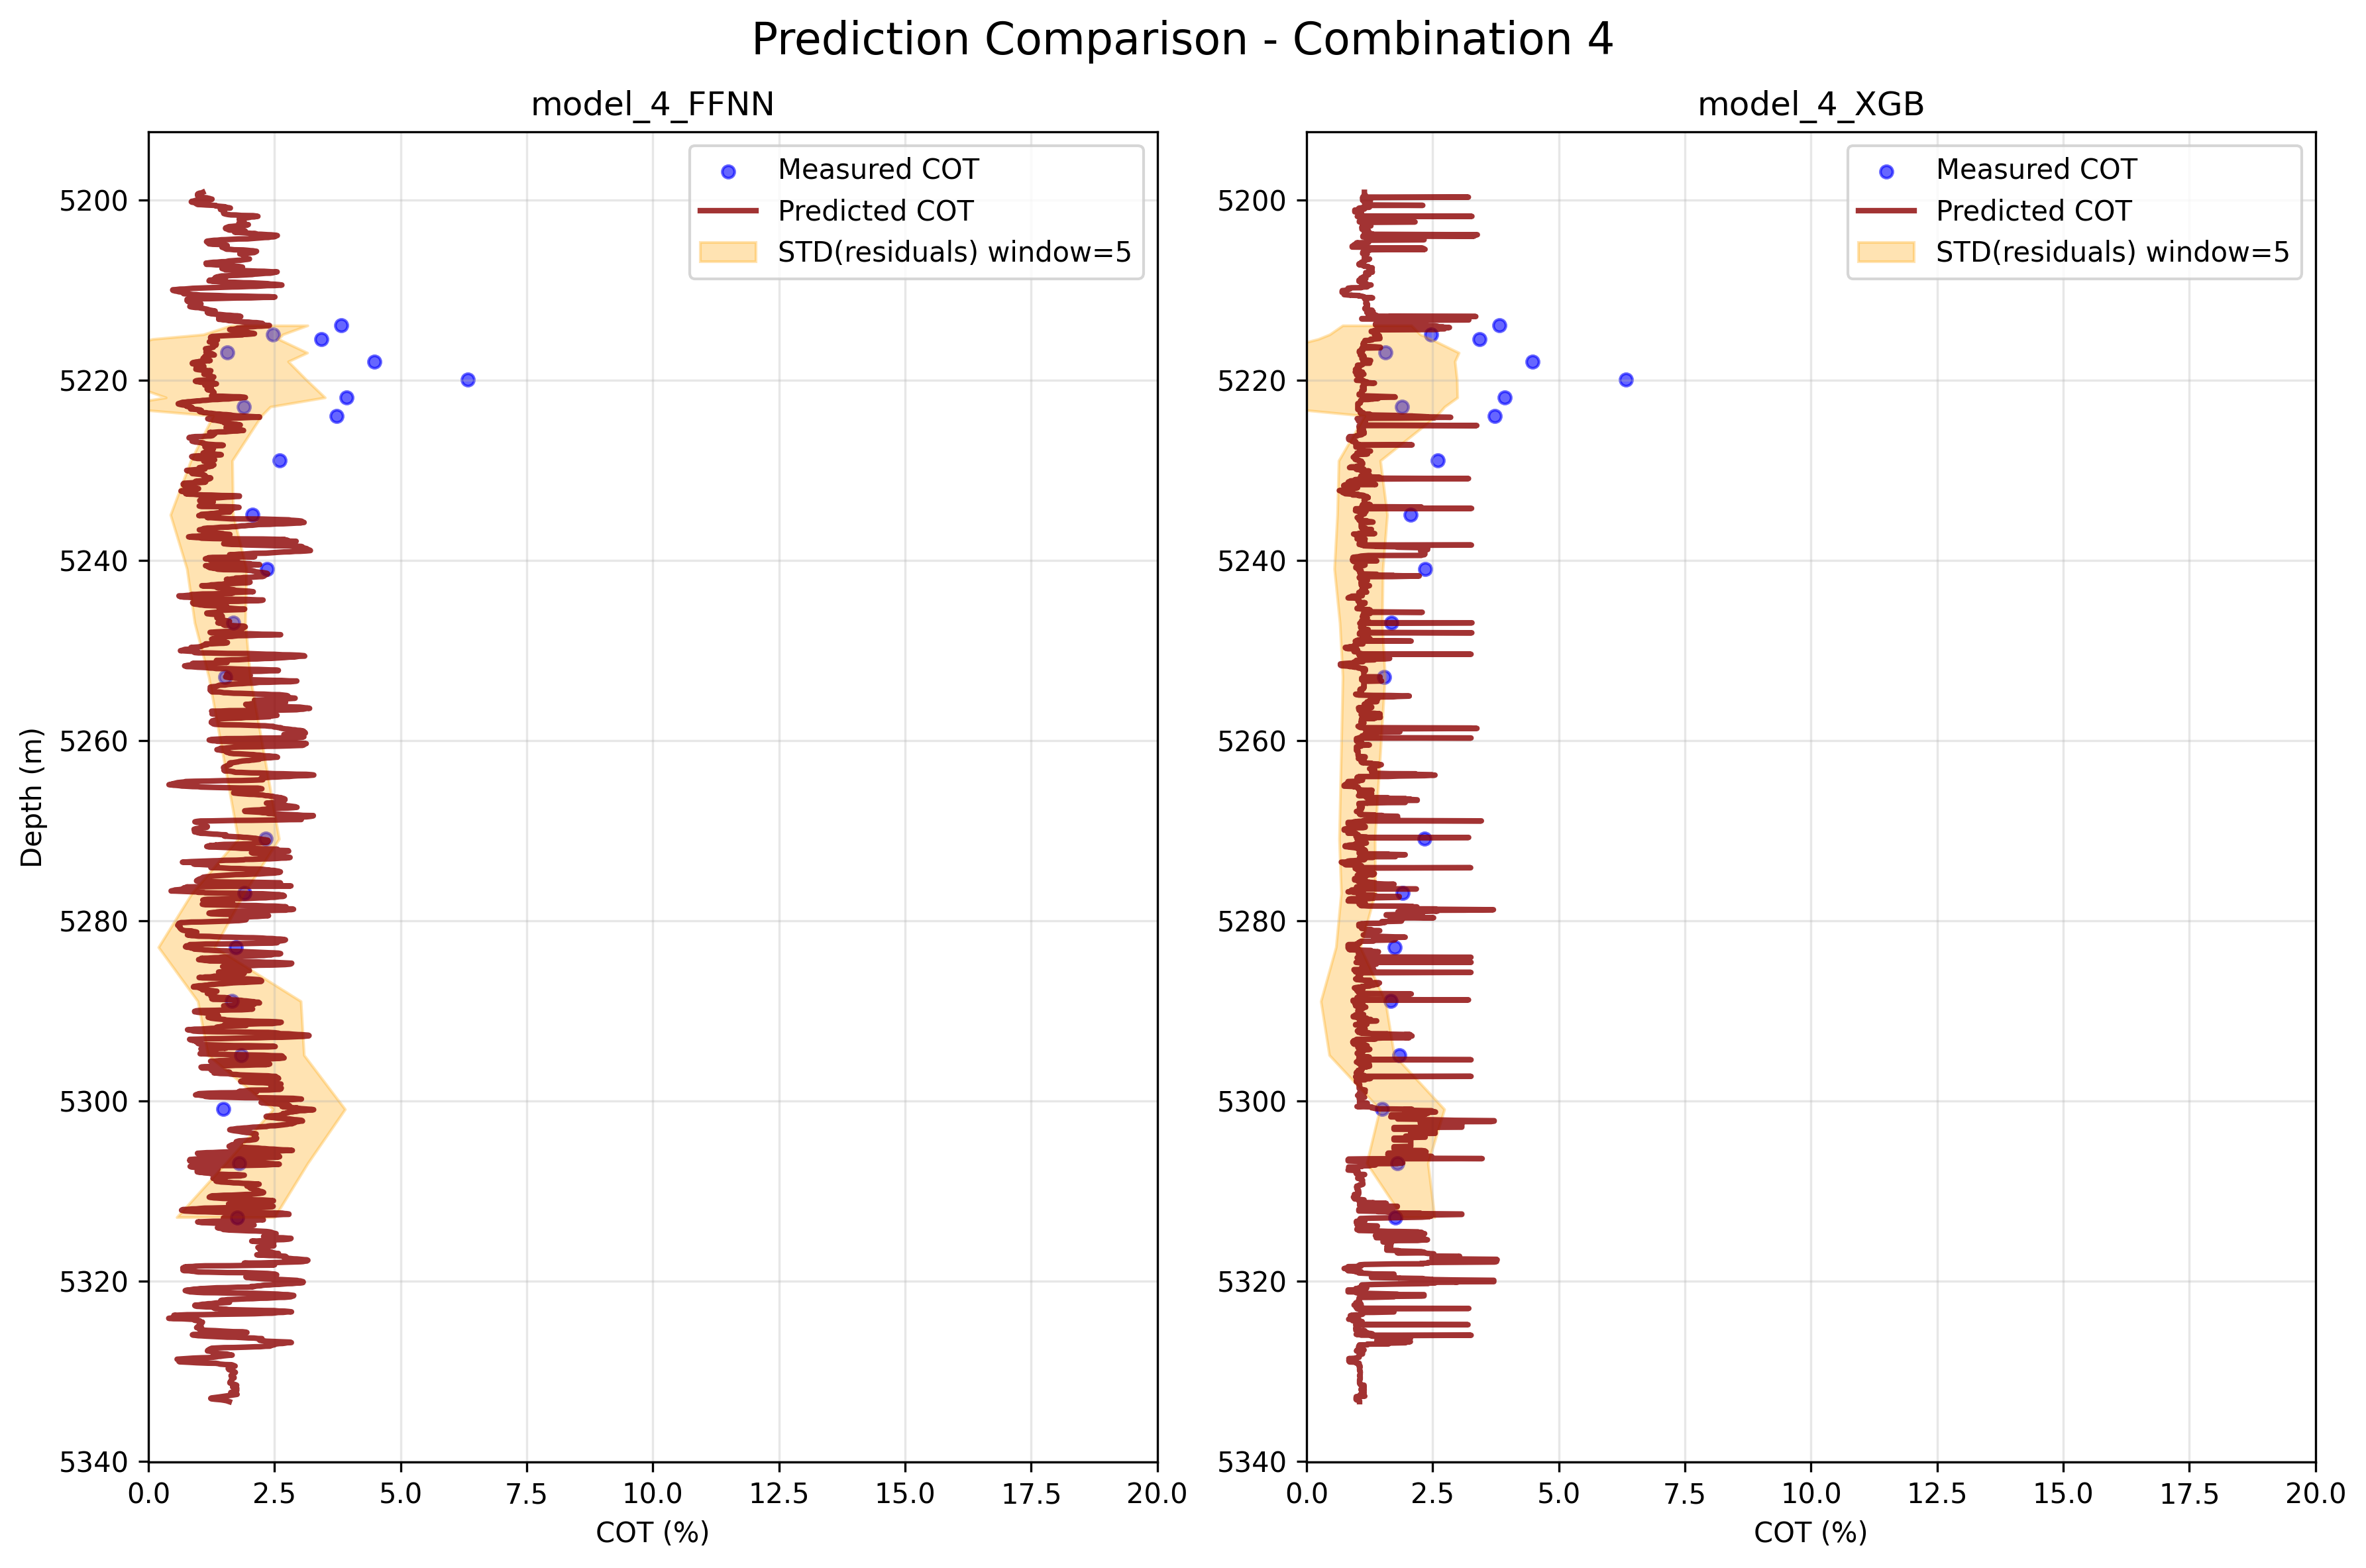 Prediction Comparison - Combination 4
model_4_FFNN
Measured COT
Predicted COT
STD(residuals) window=5
5200
5220
5240
5260
5280
5300
5320
5340
Depth (m)
0.0 2.5 5.0 7.5 10.0 12.5 15.0 17.5 20.0
COT (%)
model_4_XGB
Measured COT
Predicted COT
STD(residuals) window=5
5200
5220
5240
5260
5280
5300
5320
5340
0.0 2.5 5.0 7.5 10.0 12.5 15.0 17.5 20.0
COT (%)